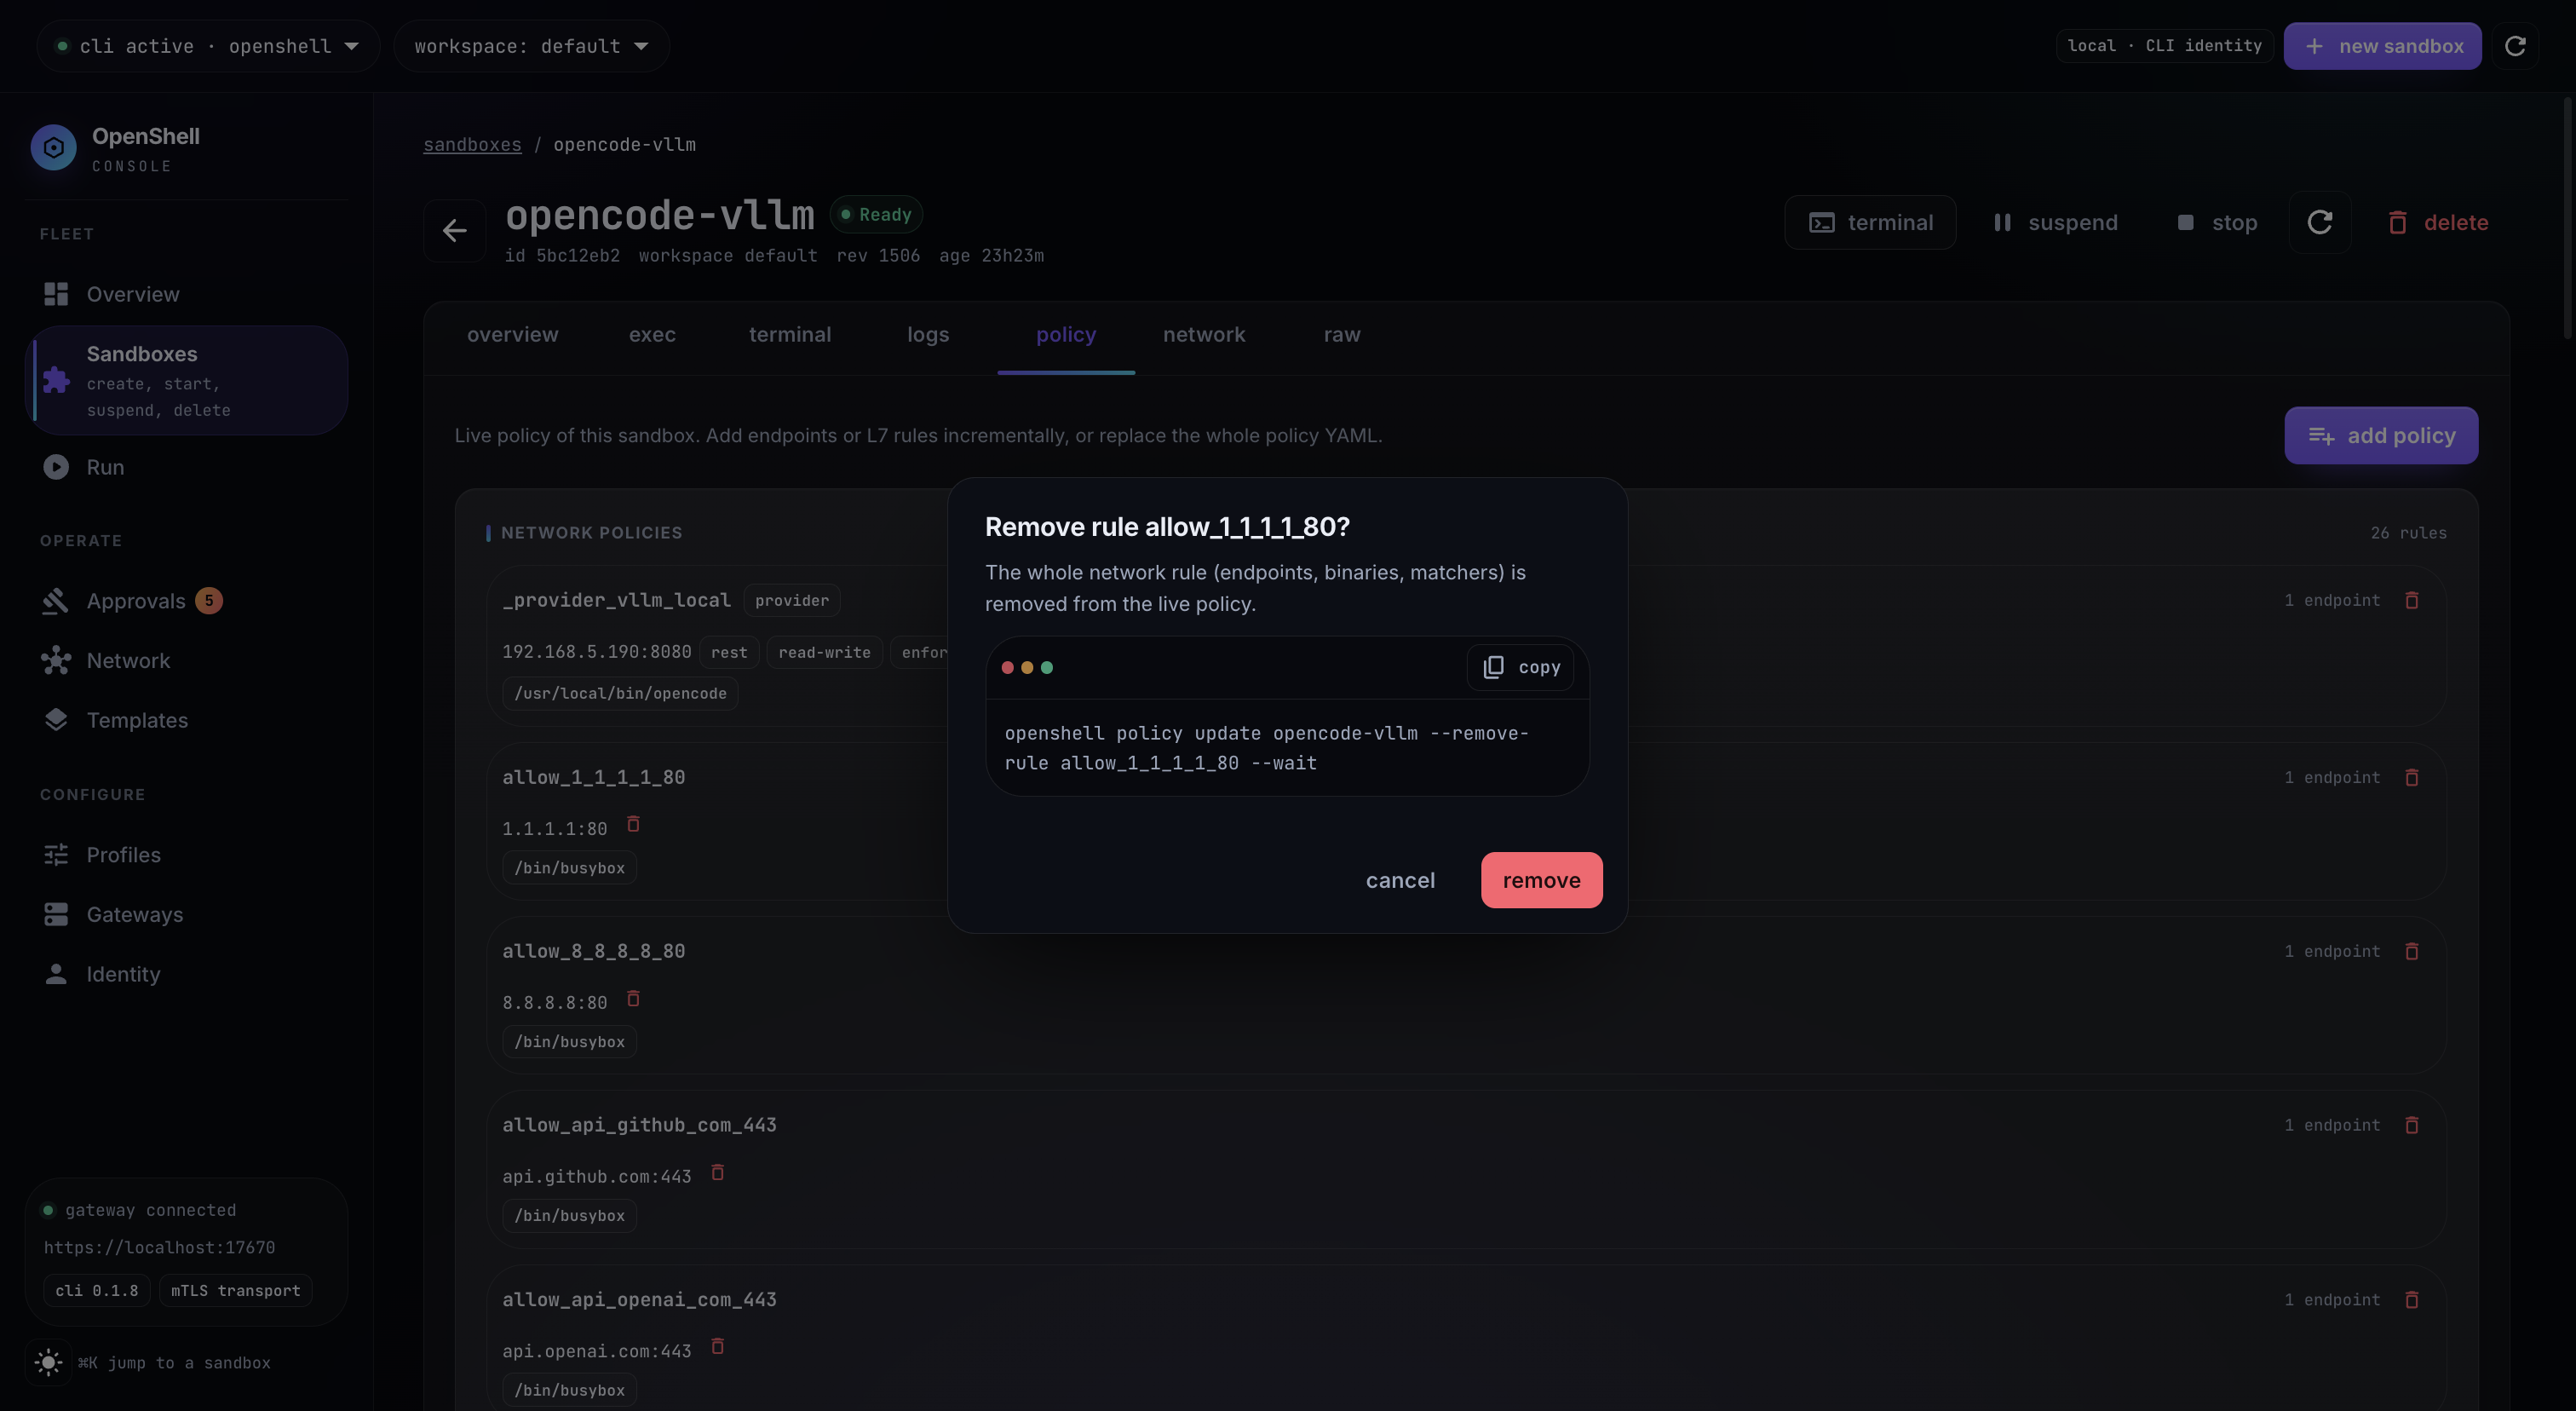 cli active · openshell
workspace: default
local · CLI identity
new sandbox
OpenShell
CONSOLE
FLEET
Overview
Sandboxes
create, start,
suspend, delete
Run
OPERATE
Approvals 5
Network
Templates
CONFIGURE
Profiles
Gateways
Identity
gateway connected
https://localhost:17670
cli 0.1.8 mTLS transport
⌘K jump to a sandbox
sandboxes / opencode-vllm
opencode-vllm Ready
id 5bc12eb2 workspace default rev 1506 age 23h23m
terminal suspend stop delete
overview exec terminal logs policy network raw
Live policy of this sandbox. Add endpoints or L7 rules incrementally, or replace the whole policy YAML.
add policy
NETWORK POLICIES
26 rules
_provider_vllm_local provider
1 endpoint
192.168.5.190:8080 rest read-write enfor
/usr/local/bin/opencode
allow_1_1_1_1_80
1 endpoint
1.1.1.1:80
/bin/busybox
allow_8_8_8_8_80
1 endpoint
8.8.8.8:80
/bin/busybox
allow_api_github_com_443
1 endpoint
api.github.com:443
/bin/busybox
allow_api_openai_com_443
1 endpoint
api.openai.com:443
/bin/busybox
Remove rule allow_1_1_1_1_80?
The whole network rule (endpoints, binaries, matchers) is
removed from the live policy.
copy
openshell policy update opencode-vllm --remove-
rule allow_1_1_1_1_80 --wait
cancel
remove